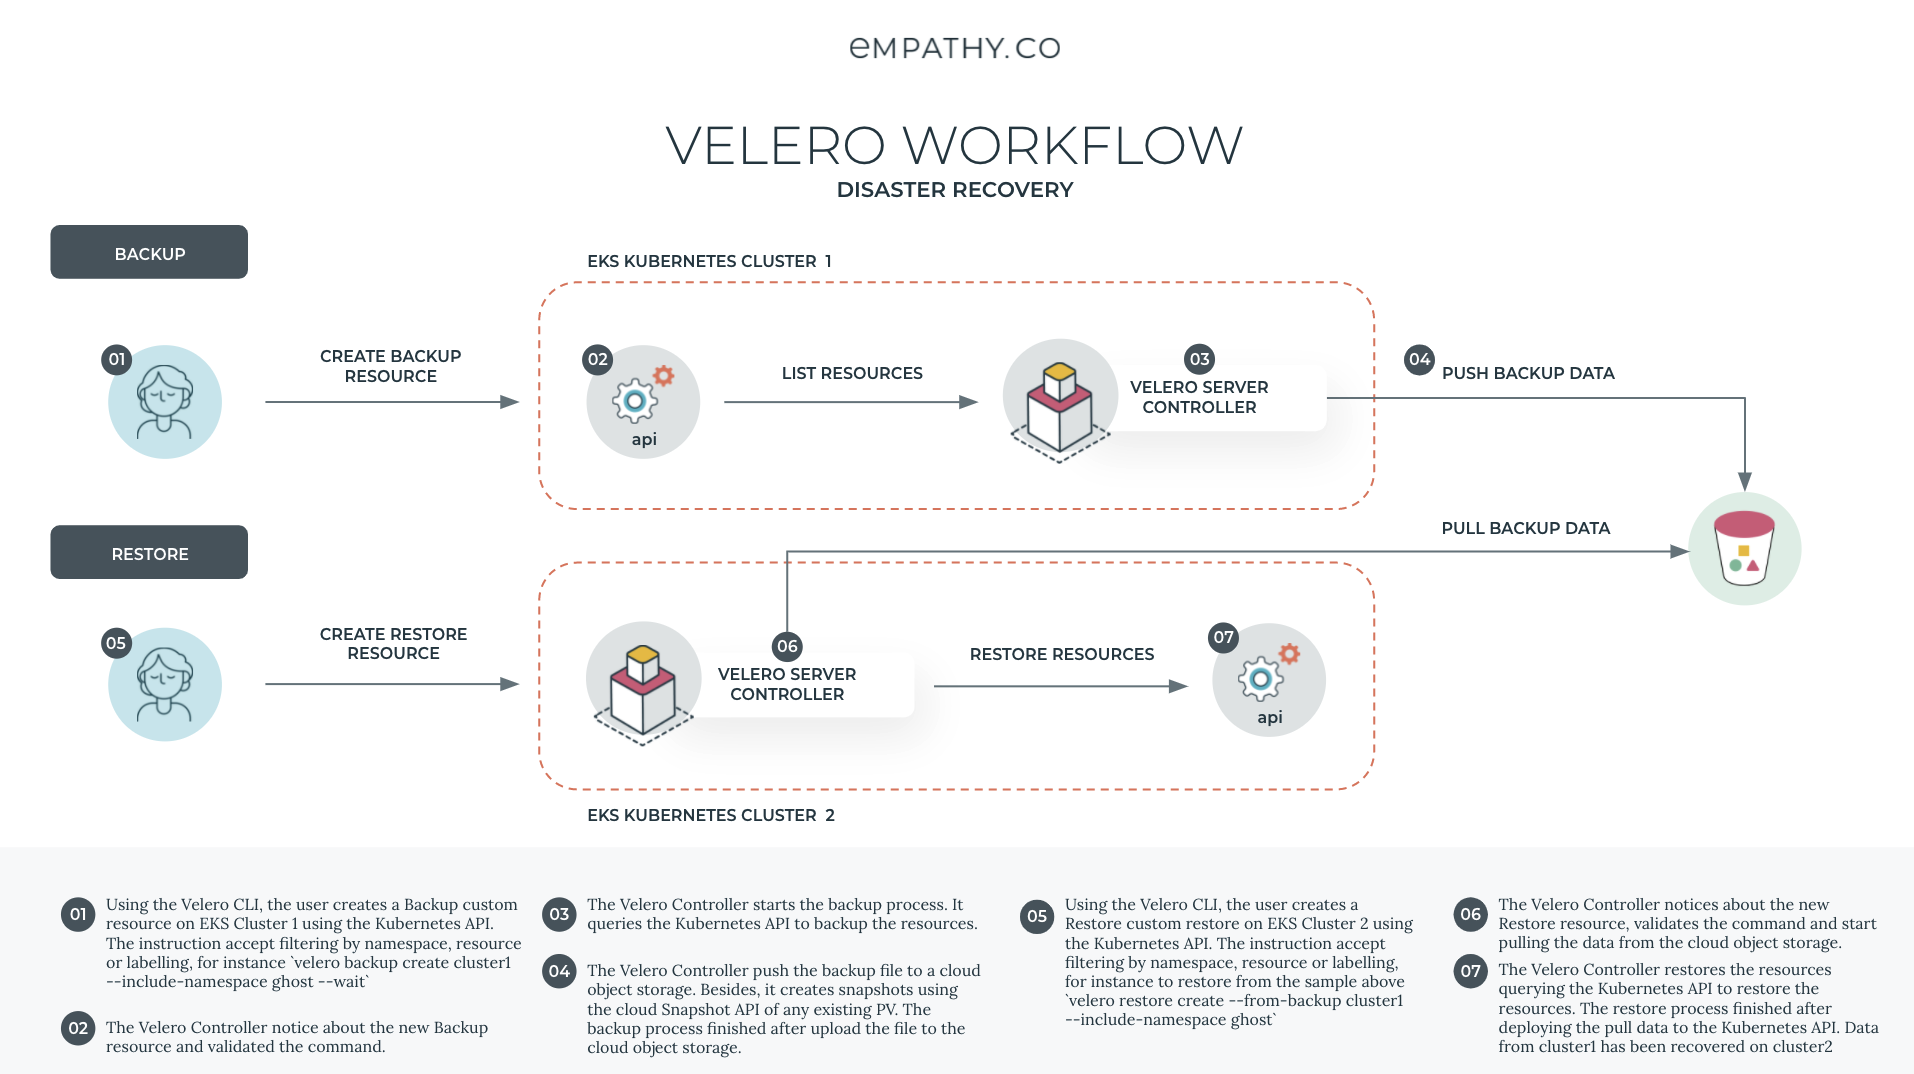 eMPATHY.CO
VELERO WORKFLOW
DISASTER RECOVERY
BACKUP
EKS KUBERNETES CLUSTER 1
01
CREATE BACKUP
RESOURCE
02
api
LIST RESOURCES
03
VELERO SERVER
CONTROLLER
04
PUSH BACKUP DATA
PULL BACKUP DATA
RESTORE
05
CREATE RESTORE
RESOURCE
06
VELERO SERVER
CONTROLLER
RESTORE RESOURCES
07
api
EKS KUBERNETES CLUSTER 2
01
Using the Velero CLI, the user creates a Backup custom
resource on EKS Cluster 1 using the Kubernetes API.
The instruction accept filtering by namespace, resource
or labelling, for instance `velero backup create cluster1
--include-namespace ghost --wait`
02
The Velero Controller notice about the new Backup
resource and validated the command.
03
The Velero Controller starts the backup process. It
queries the Kubernetes API to backup the resources.
04
The Velero Controller push the backup file to a cloud
object storage. Besides, it creates snapshots using
the cloud Snapshot API of any existing PV. The
backup process finished after upload the file to the
cloud object storage.
05
Using the Velero CLI, the user creates a
Restore custom restore on EKS Cluster 2 using
the Kubernetes API. The instruction accept
filtering by namespace, resource or labelling,
for instance to restore from the sample above
`velero restore create --from-backup cluster1
--include-namespace ghost`
06
The Velero Controller notices about the new
Restore resource, validates the command and start
pulling the data from the cloud object storage.
07
The Velero Controller restores the resources
querying the Kubernetes API to restore the
resources. The restore process finished after
deploying the pull data to the Kubernetes API. Data
from cluster1 has been recovered on cluster2